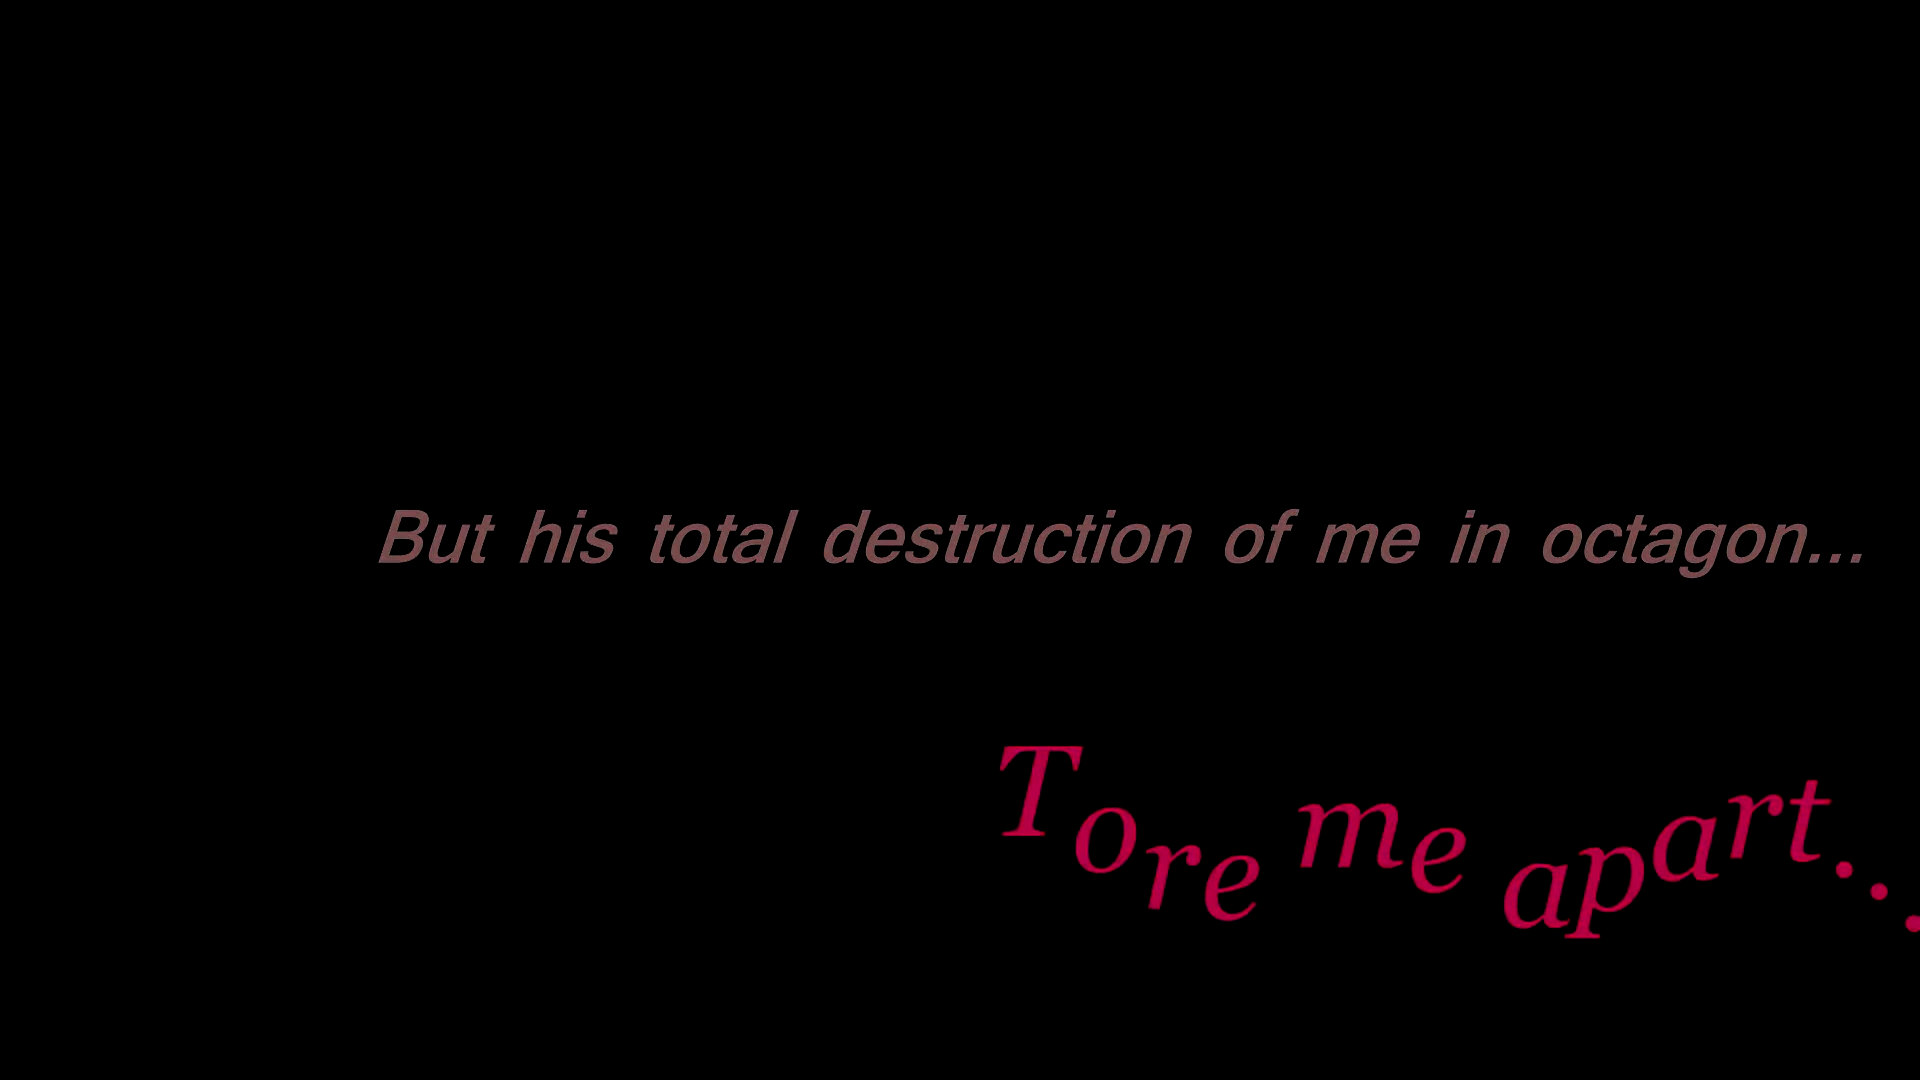 But his total destruction of me in octagon...
Tore me apart...